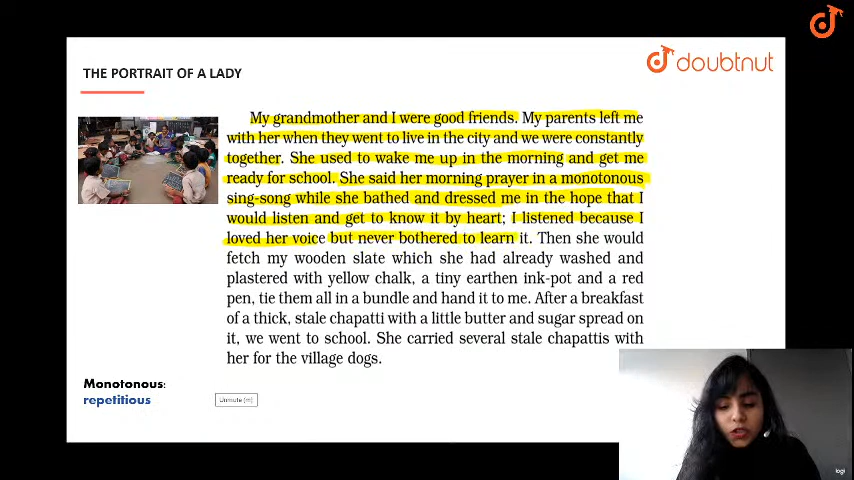 THE PORTRAIT OF A LADY
doubtnut
My grandmother and I were good friends. My parents left me
with her when they went to live in the city and we were constantly
together. She used to wake me up in the morning and get me
ready for school. She said her morning prayer in a monotonous
sing-song while she bathed and dressed me in the hope that I
would listen and get to know it by heart; I listened because I
loved her voice but never bothered to learn it. Then she would
fetch my wooden slate which she had already washed and
plastered with yellow chalk, a tiny earthen ink-pot and a red
pen, tie them all in a bundle and hand it to me. After a breakfast
of a thick, stale chapatti with a little butter and sugar spread on
it, we went to school. She carried several stale chapattis with
her for the village dogs.
Monotonous:
repetitious
Unmute (m)
logi